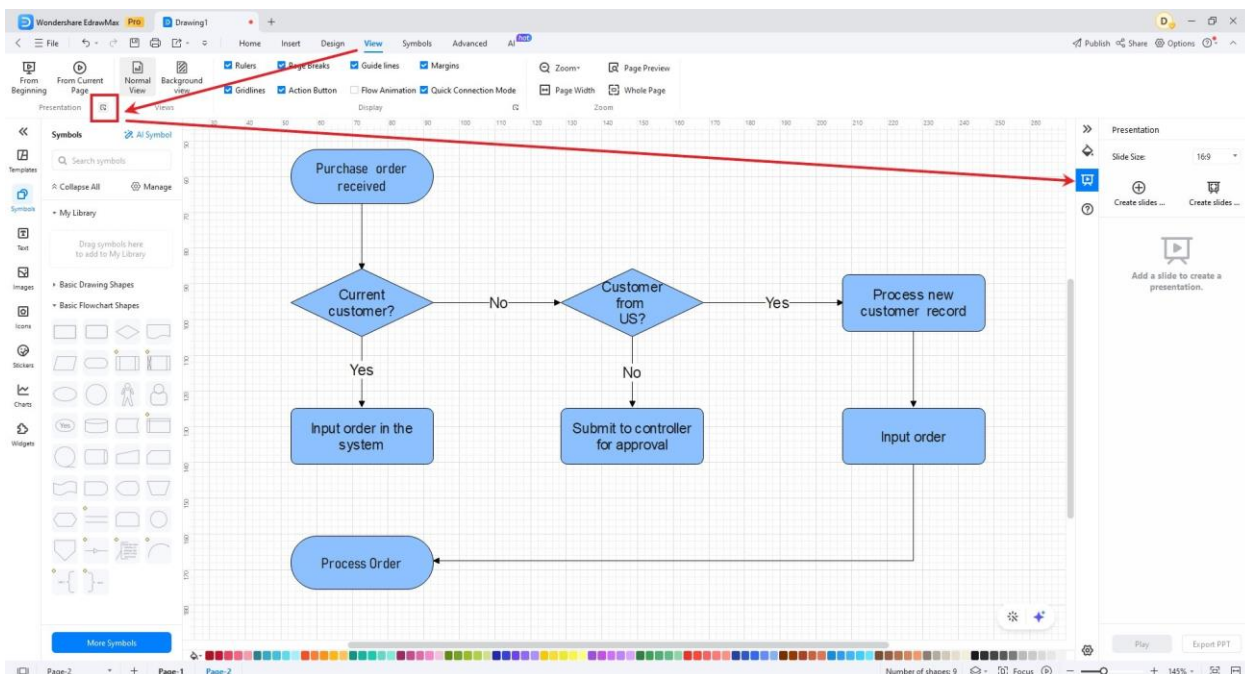 Wondershare EdrawMax Pro Drawing1
File Home Insert Design View Symbols Advanced AI hot Publish Share Options
From Beginning
From Current Page
Normal View
Background view
Presentation Views
Rulers Page Breaks Guide lines Margins
Gridlines Action Button Flow Animation Quick Connection Mode
Display
Zoom Page Preview
Page Width Whole Page
Zoom
Templates
Symbols
Text
Images
Icons
Stickers
Charts
Widgets
Symbols AI Symbol
Search symbols
Collapse All Manage
My Library
Drag symbols here
to add to My Library
Basic Drawing Shapes
Basic Flowchart Shapes
Yes
More Symbols
Purchase order
received
Current
customer?
No
Customer
from
US?
Yes
Process new
customer record
Yes
No
Input order in the
system
Submit to controller
for approval
Input order
Process Order
Presentation
Slide Size: 16:9
Create slides ... Create slides ...
Add a slide to create a
presentation.
Play Export PPT
Page-2 Page-1 Page-2 Number of shapes: 9 Focus 145%